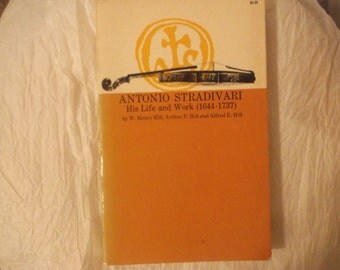 ANTONIO STRADIVARI
His Life and Work (1644-1737)
by W. Henry Hill, Arthur F. Hill and Alfred E. Hill